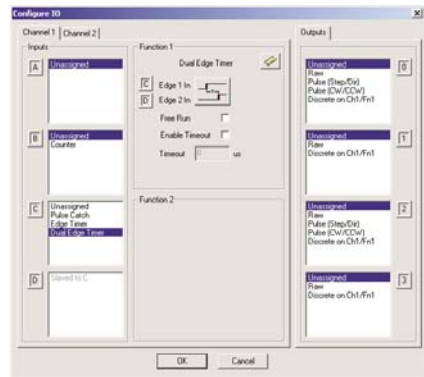 Configure IO
Channel 1
Channel 2
Inputs
A
Unassigned
B
Unassigned
Counter
C
Unassigned
Pulse Catch
Edge Timer
Dual Edge Timer
D
Slaved to C
Function 1
Dual Edge Timer
C Edge 1 In
D Edge 2 In
Free Run
Enable Timeout
Timeout 0 us
Function 2
Outputs
Unassigned
Raw
Pulse (Step/Dir)
Pulse (CW/CCW)
Discrete on Ch1/Fn1
0
Unassigned
Raw
Discrete on Ch1/Fn1
1
Unassigned
Raw
Pulse (Step/Dir)
Pulse (CW/CCW)
Discrete on Ch1/Fn1
2
Unassigned
Raw
Discrete on Ch1/Fn1
3
OK
Cancel